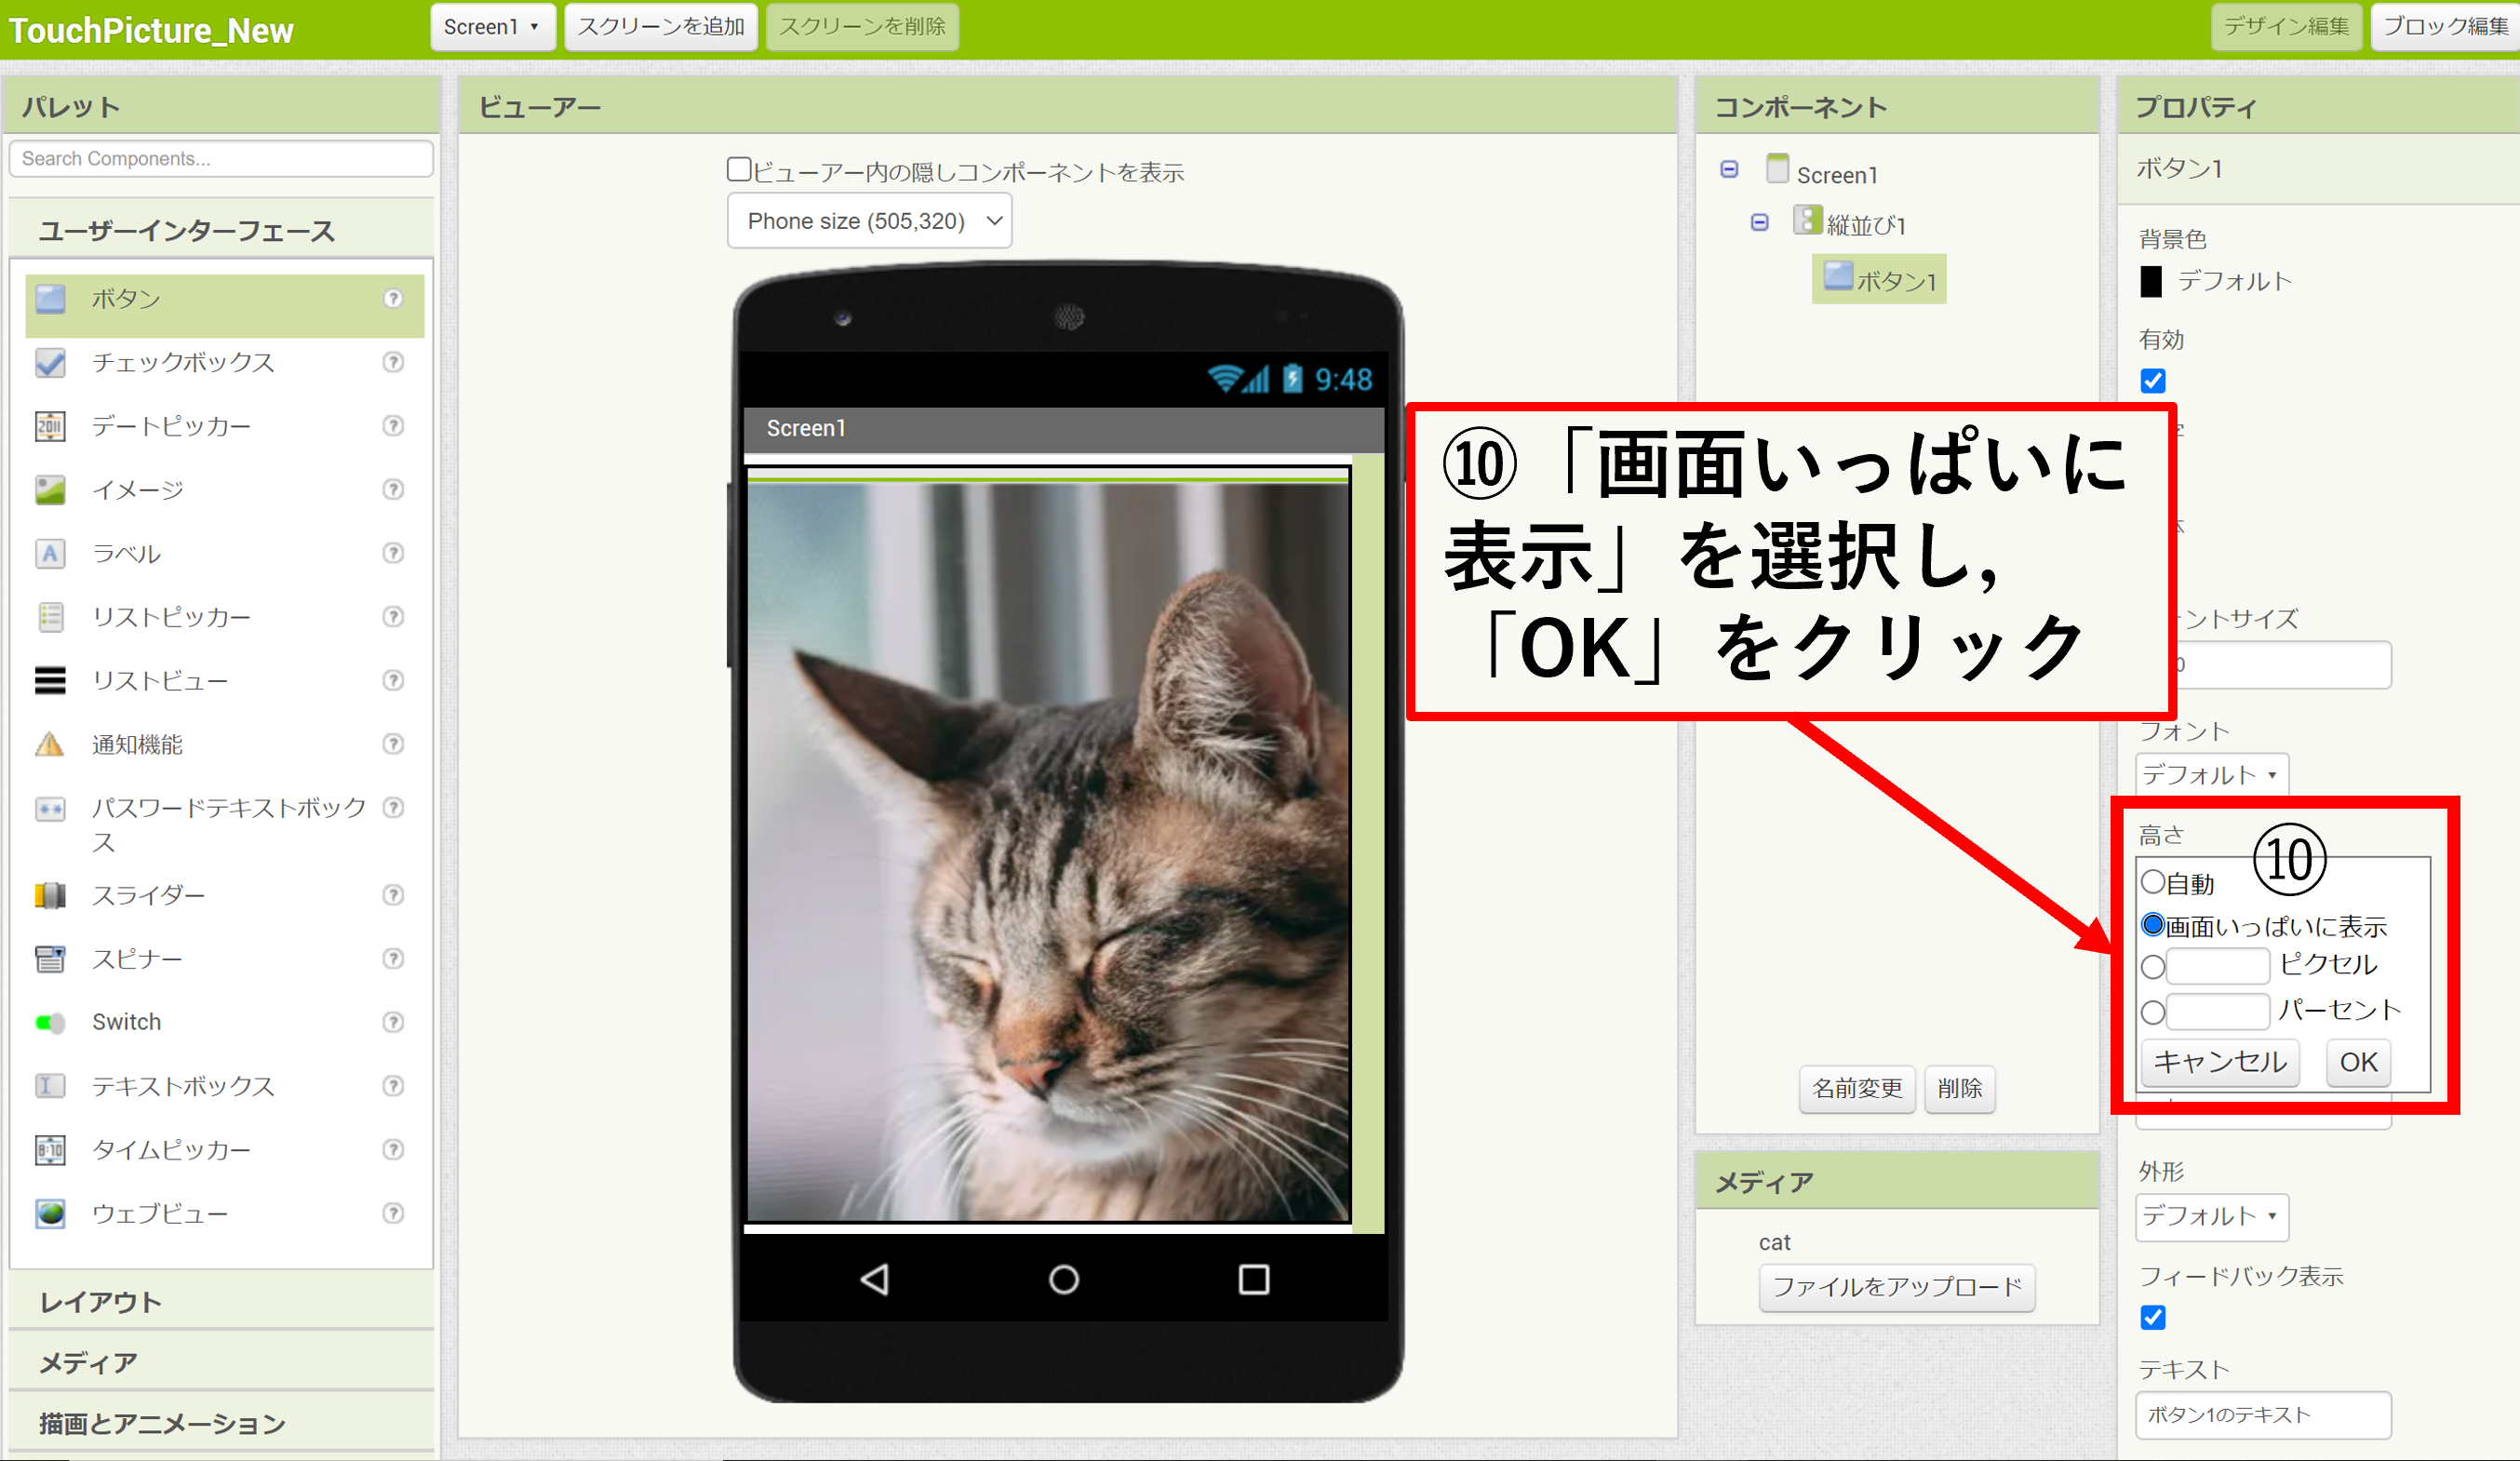 TouchPicture_New
Screen1 ▼
スクリーンを追加
スクリーンを削除
デザイン編集
ブロック編集
パレット
Search Components...
ユーザーインターフェース
ボタン
チェックボックス
デートピッカー
イメージ
ラベル
リストピッカー
リストビュー
通知機能
パスワードテキストボック
ス
スライダー
スピナー
Switch
テキストボックス
タイムピッカー
ウェブビュー
レイアウト
メディア
描画とアニメーション
ビューアー
ビューアー内の隠しコンポーネントを表示
Phone size (505,320)
9:48
Screen1
コンポーネント
Screen1
縦並び1
ボタン1
⑩「画面いっぱいに
表示」を選択し,
「OK」をクリック
名前変更
削除
メディア
cat
ファイルをアップロード
プロパティ
ボタン1
背景色
デフォルト
有効
ントサイズ
0
フォント
デフォルト ▼
高さ
⑩
自動
画面いっぱいに表示
ピクセル
パーセント
キャンセル
OK
外形
デフォルト ▼
フィードバック表示
テキスト
ボタン1のテキスト